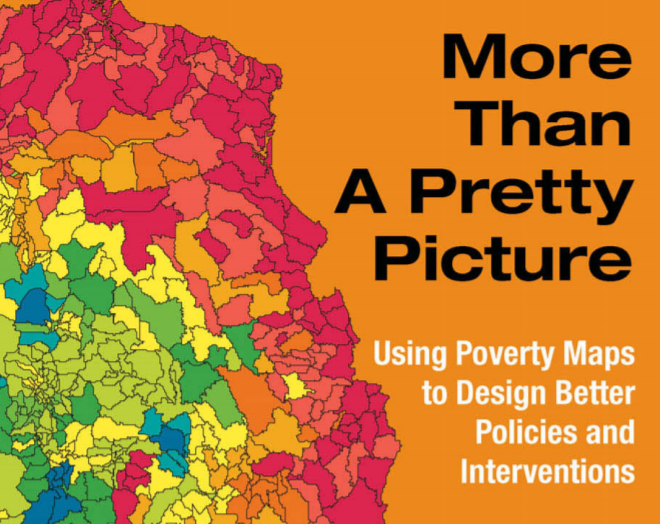 More
Than
A Pretty
Picture
Using Poverty Maps
to Design Better
Policies and
Interventions